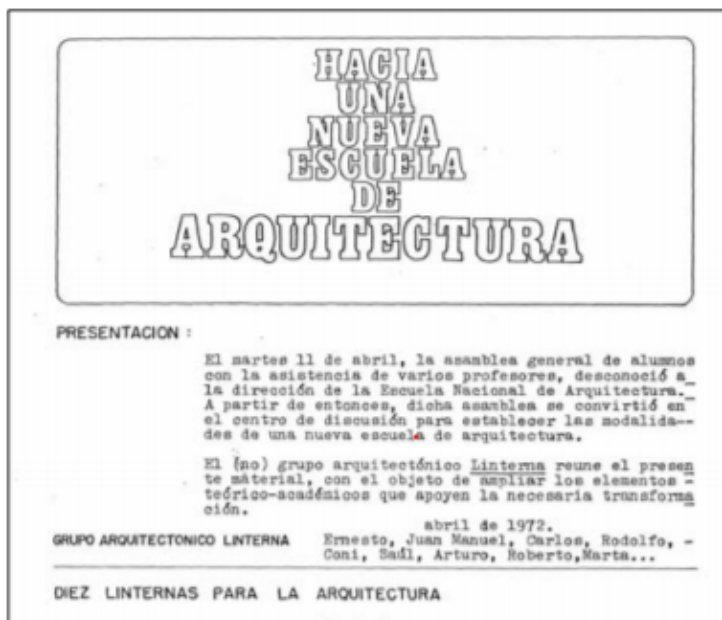 HACIA
UNA
NUEVA
ESCUELA
DE
ARQUITECTURA
PRESENTACION :
El martes 11 de abril, la asamblea general de alumnos
con la asistencia de varios profesores, desconoció a
la dirección de la Escuela Nacional de Arquitectura.
A partir de entonces, dicha asamblea se convirtió en
el centro de discusión para establecer las modalida--
des de una nueva escuela de arquitectura.
El (no) grupo arquitectónico Linterna reune el presen
te material, con el objeto de ampliar los elementos -
teórico-académicos que apoyen la necesaria transforma
ción.
abril de 1972.
GRUPO ARQUITECTONICO LINTERNA Ernesto, Juan Manuel, Carlos, Rodolfo, -
Coni, Saúl, Arturo, Roberto,Marta...
DIEZ LINTERNAS PARA LA ARQUITECTURA